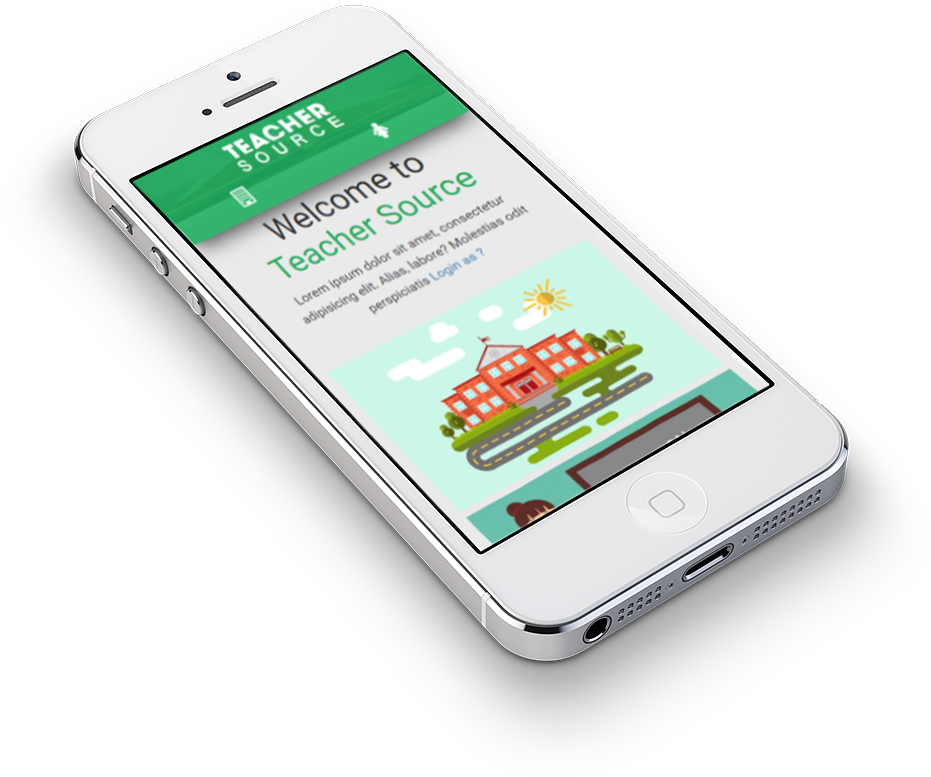 TEACHER
SOURCE
Welcome to
Teacher Source
Lorem ipsum dolor sit amet, consectetur
adipisicing elit. Alias, labore? Molestias odit
perspiciatis Login as ?